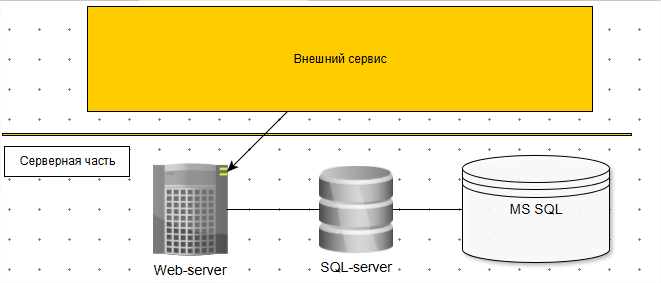 Внешний сервис
Серверная часть
MS SQL
Web-server
SQL-server